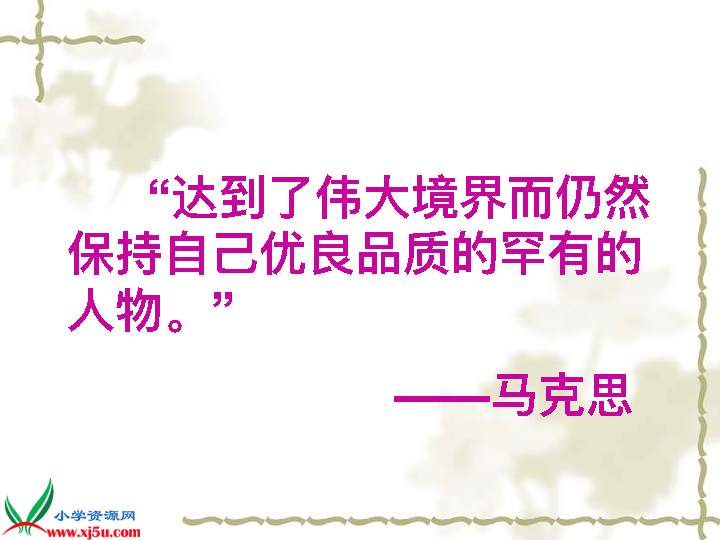 “达到了伟大境界而仍然
保持自己优良品质的罕有的
人物。”
——马克思
小学资源网
www.xj5u.com